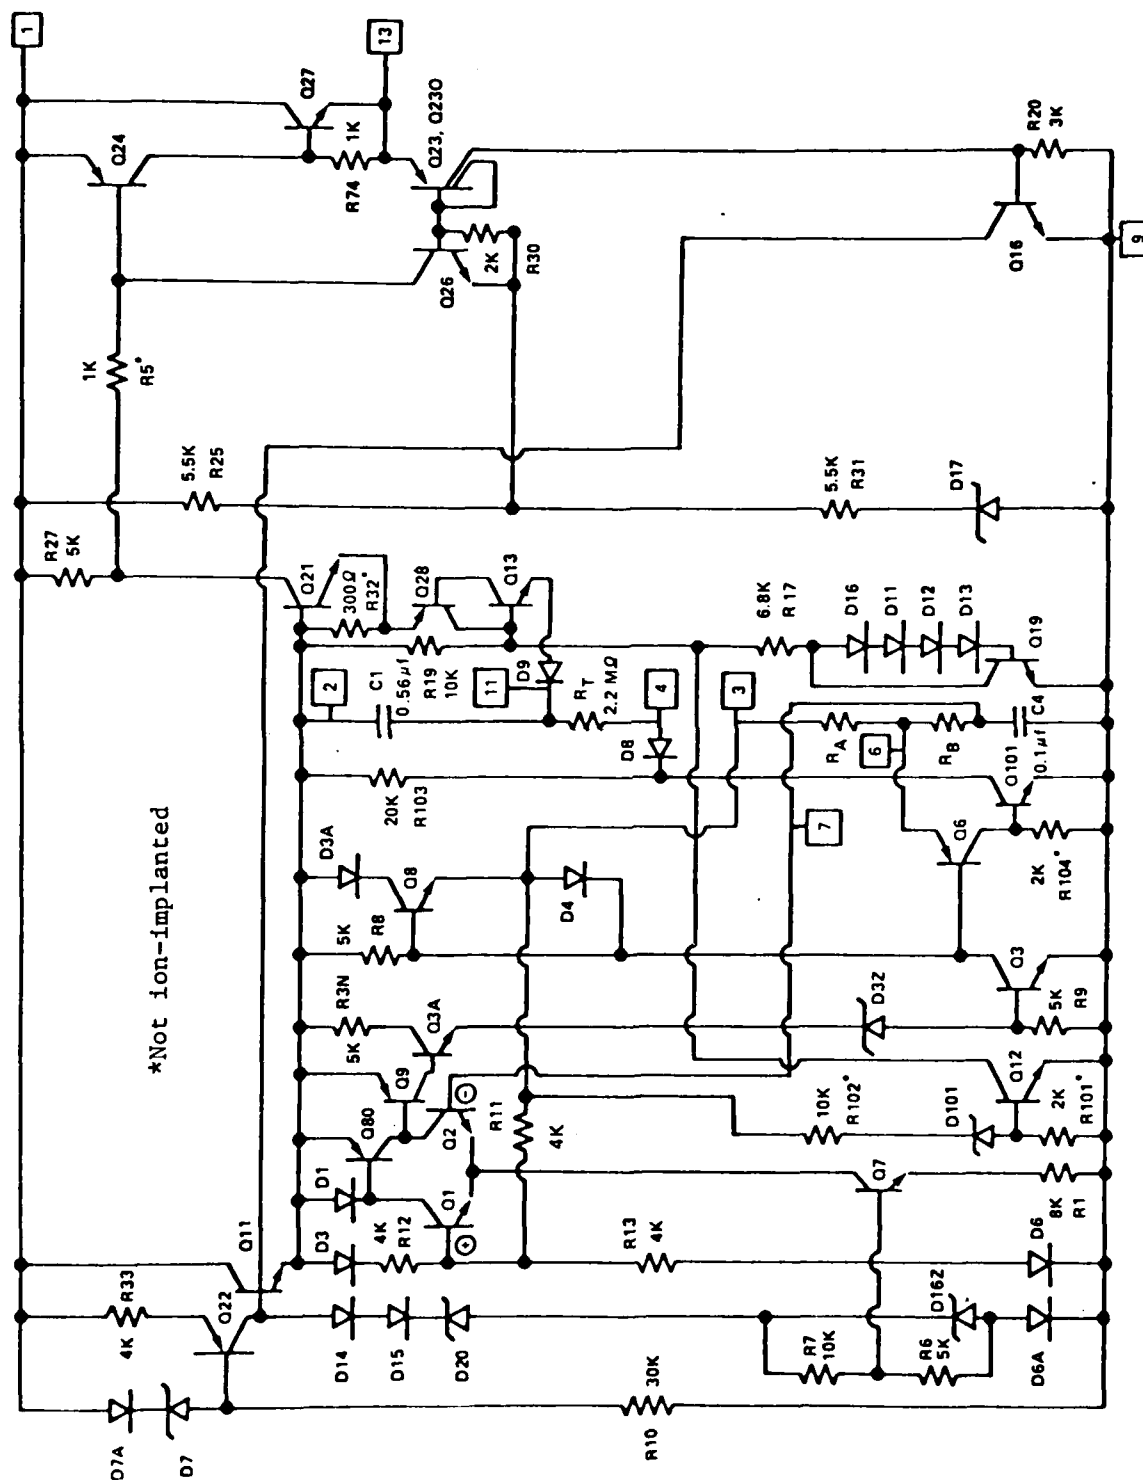 *Not ion-implanted
1
13
9
Q24
Q27
1K
R74
Q23, Q23O
R20
3K
Q16
2K
R30
Q26
1K
R5*
5.5K
R25
5.5K
R31
D17
R27
5K
Q21
300Ω
R32*
Q28
Q13
R19
10K
D9
11
2
C1
0.56μf
RT
2.2 MΩ
4
D8
6.8K
R 17
D16
D11
D12
D13
Q19
3
RA
6
RB
C4
0.1μf
Q101
7
20K
R103
Q6
2K
R104*
D3A
Q8
R8
5K
D4
Q3
5K
R9
R3N
5K
Q3A
D3Z
Q9
Q80
Q2
−
R11
4K
10K
R102*
D101
Q12
2K
R101*
D1
Q1
+
D3
4K
R12
R13
4K
D6
Q7
8K
R1
Q11
Q22
R33
4K
D14
D15
D20
D16Z
R7
10K
R6
5K
D6A
D7A
D7
30K
R10